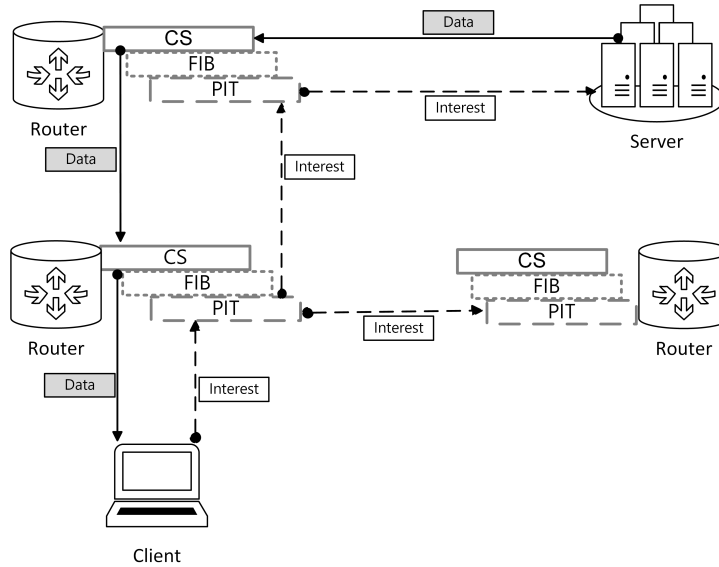 CS
Data
FIB
PIT
Interest
Router
Server
Data
Interest
CS
CS
FIB
FIB
PIT
PIT
Interest
Router
Router
Data
Interest
Client